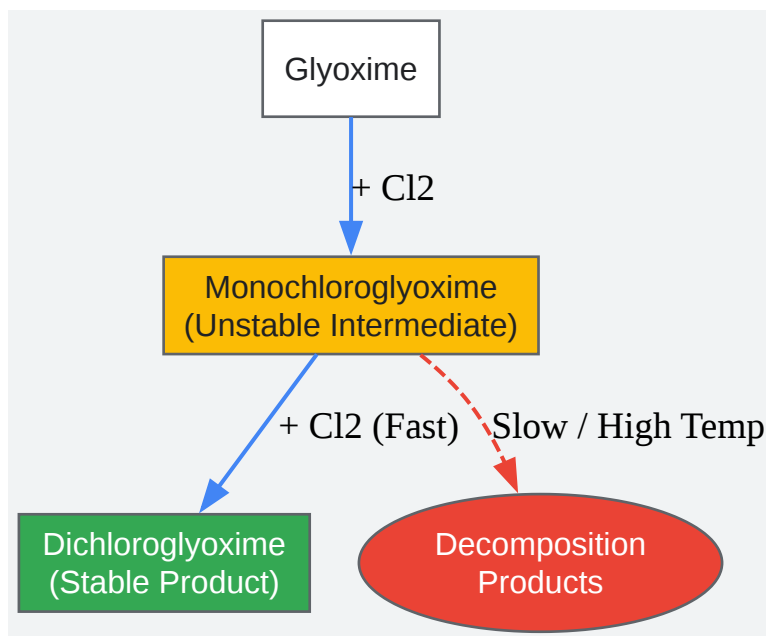 Glyoxime
+ Cl2
Monochloroglyoxime
(Unstable Intermediate)
+ Cl2 (Fast)
Slow / High Temp
Dichloroglyoxime
(Stable Product)
Decomposition
Products